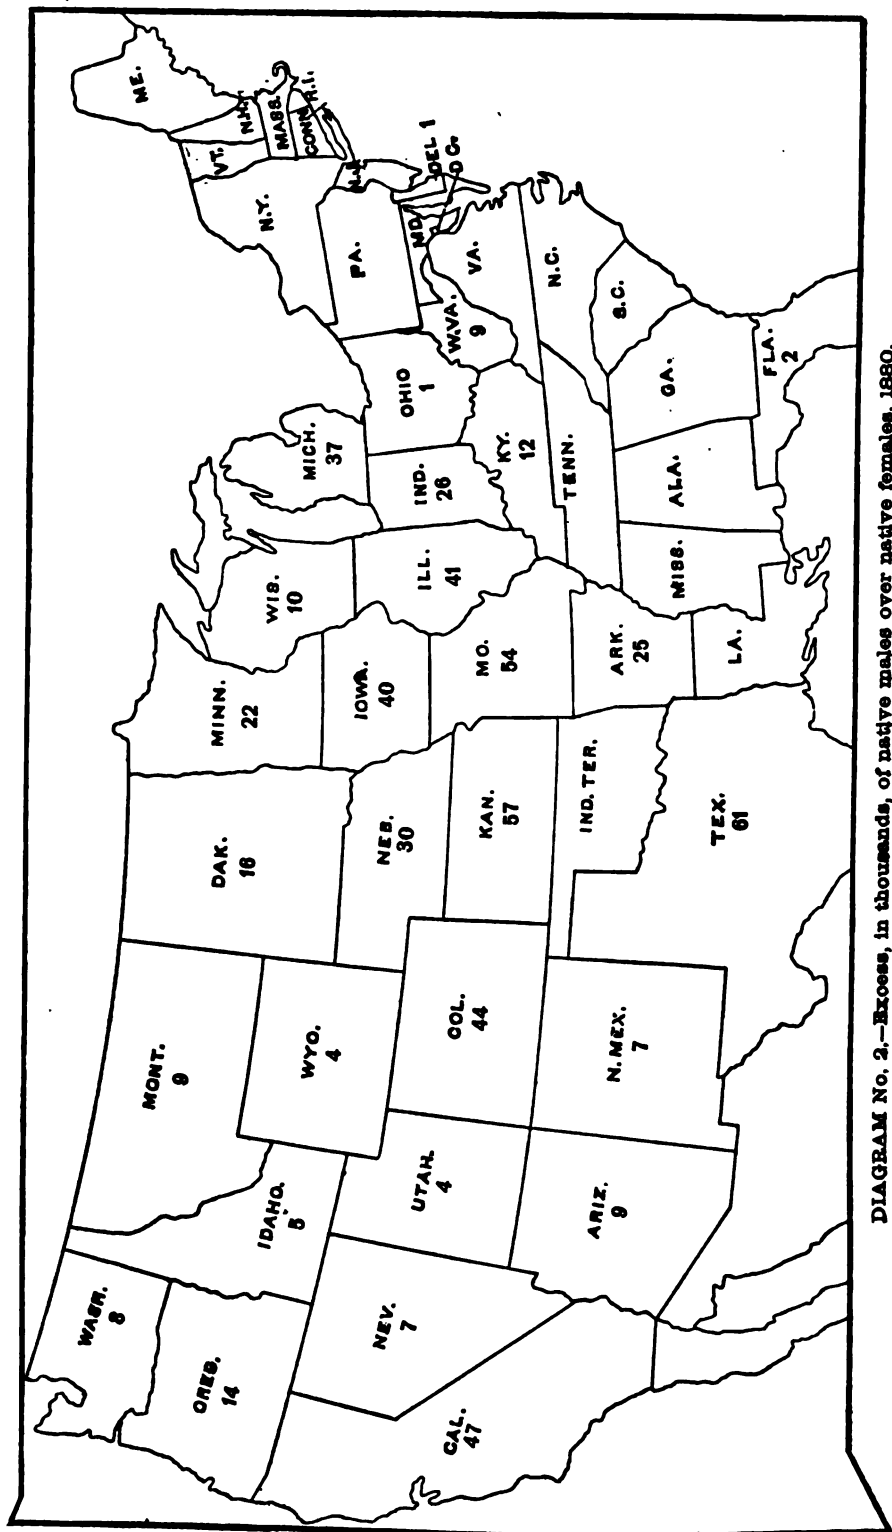 WASH.
8
OREG.
14
CAL.
47
NEV.
7
IDAHO.
5
MONT.
9
WYO.
4
UTAH.
4
COL.
44
ARIZ.
9
N. MEX.
7
DAK.
16
NEB.
30
KAN.
57
IND. TER.
TEX.
61
MINN.
22
IOWA.
40
MO.
54
ARK.
25
LA.
WIS.
10
ILL.
41
MICH.
37
IND.
26
OHIO
1
KY.
12
TENN.
MISS.
ALA.
GA.
FLA.
2
S.C.
N.C.
VA.
W.VA.
9
MD.
DEL 1
D C.
PA.
N.J.
N.Y.
VT.
N.H.
ME.
MASS.
CONN.
R.I.
DIAGRAM No. 2.—Excess, in thousands, of native males over native females, 1880.